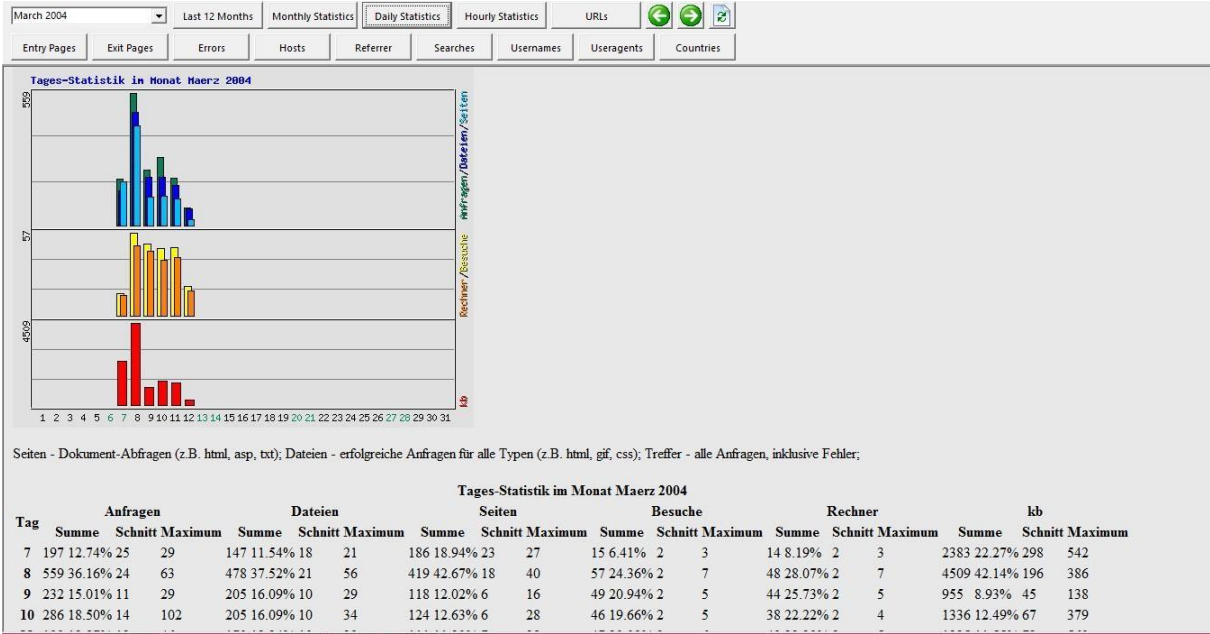 March 2004 Last 12 Months Monthly Statistics Daily Statistics Hourly Statistics URLs
Entry Pages Exit Pages Errors Hosts Referrer Searches Usernames Useragents Countries
Tages-Statistik im Monat Maerz 2004
559
Anfragen/Dateien/Seiten
57
Rechner/Besuche
4509
kb
1 2 3 4 5 6 7 8 9 10 11 12 13 14 15 16 17 18 19 20 21 22 23 24 25 26 27 28 29 30 31
Seiten - Dokument-Abfragen (z.B. html, asp, txt); Dateien - erfolgreiche Anfragen für alle Typen (z.B. html, gif, css); Treffer - alle Anfragen, inklusive Fehler;
Tages-Statistik im Monat Maerz 2004
Tag Anfragen Dateien Seiten Besuche Rechner kb
Summe Schnitt Maximum Summe Schnitt Maximum Summe Schnitt Maximum Summe Schnitt Maximum Summe Schnitt Maximum Summe Schnitt Maximum
7 197 12.74% 25 29 147 11.54% 18 21 186 18.94% 23 27 15 6.41% 2 3 14 8.19% 2 3 2383 22.27% 298 542
8 559 36.16% 24 63 478 37.52% 21 56 419 42.67% 18 40 57 24.36% 2 7 48 28.07% 2 7 4509 42.14% 196 386
9 232 15.01% 11 29 205 16.09% 10 29 118 12.02% 6 16 49 20.94% 2 5 44 25.73% 2 5 955 8.93% 45 138
10 286 18.50% 14 102 205 16.09% 10 34 124 12.63% 6 28 46 19.66% 2 5 38 22.22% 2 4 1336 12.49% 67 379